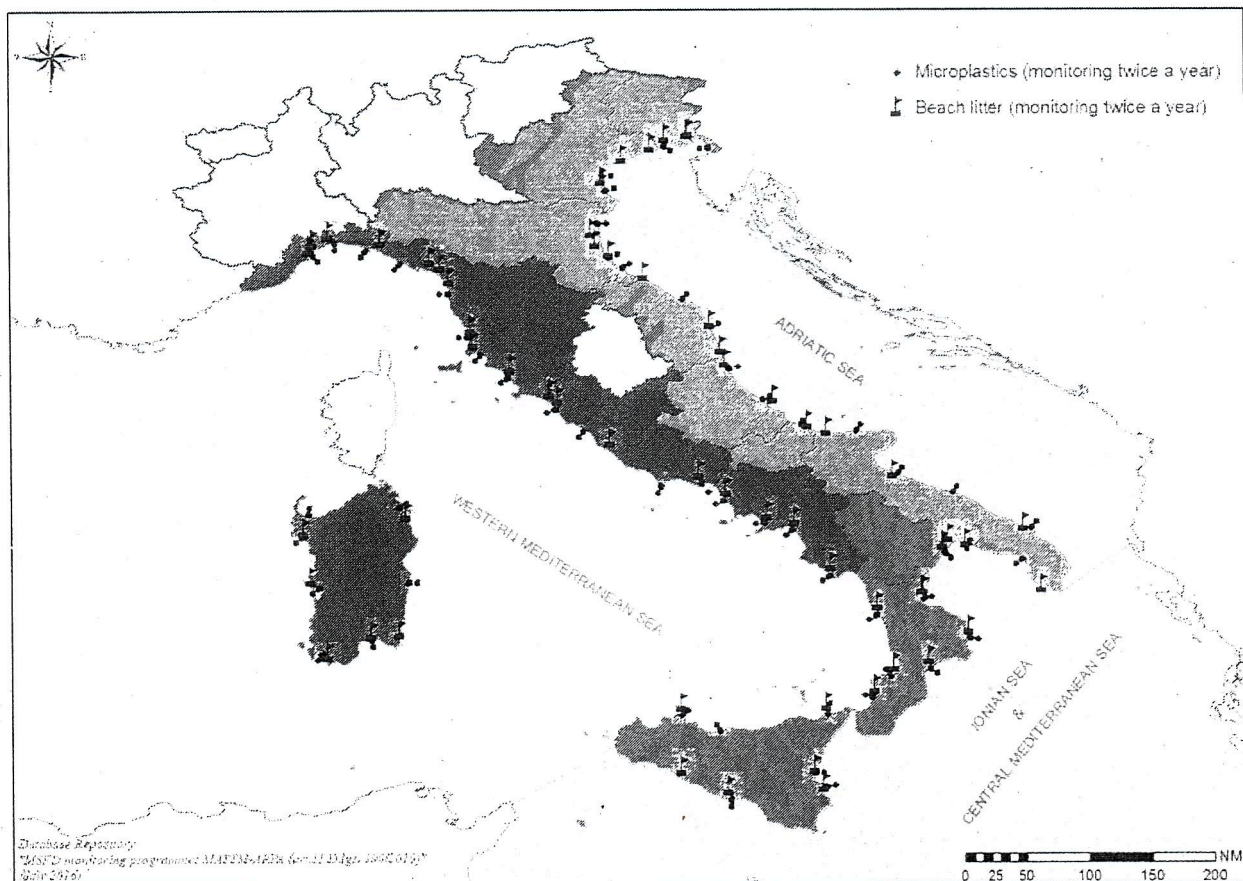 Microplastics (monitoring twice a year)
Beach litter (monitoring twice a year)
ADRIATIC SEA
WESTERN MEDITERRANEAN SEA
IONIAN SEA
&
CENTRAL MEDITERRANEAN SEA
Database Repository
"MSFD monitoring programmes MATTM-ARPA
NM
0 25 50 100 150 200